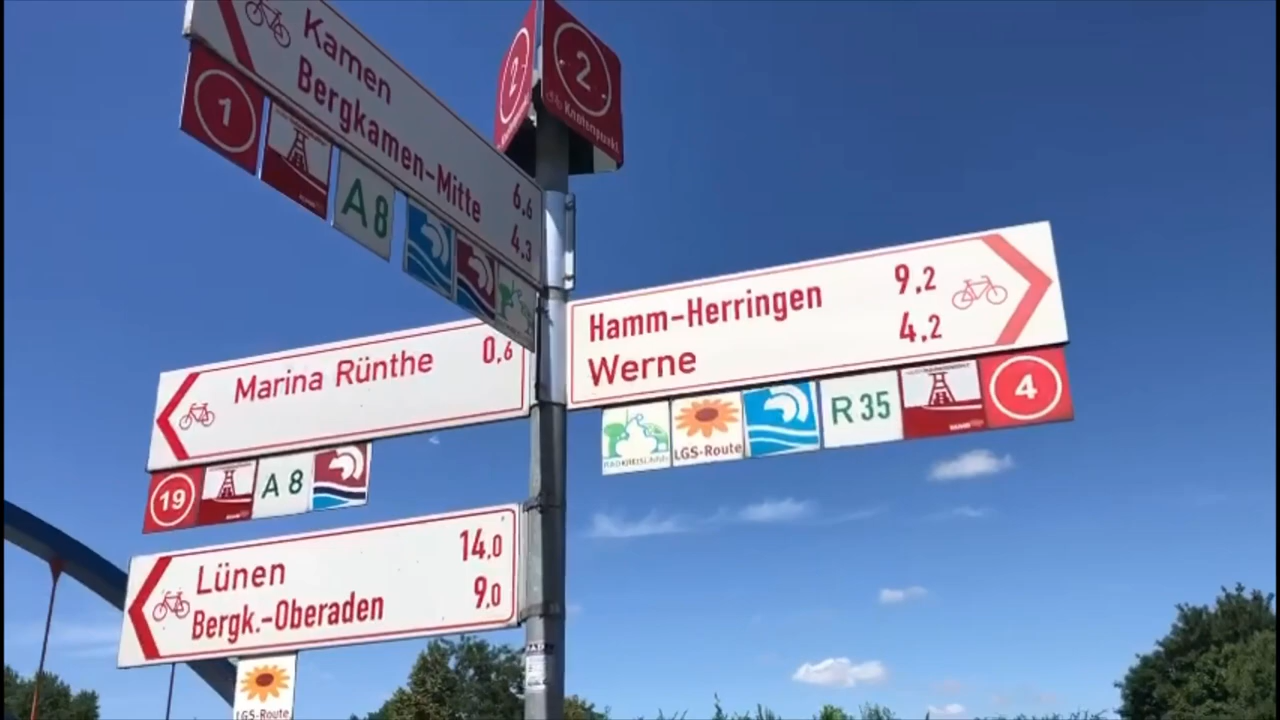 2
2
Knotenpunkt
Kamen 6,6
Bergkamen-Mitte 4,3
1
A8
Hamm-Herringen 9,2
Werne 4,2
LGS-Route
R35
4
Marina Rünthe 0,6
19
A8
Lünen 14,0
Bergk.-Oberaden 9,0
LGS-Route